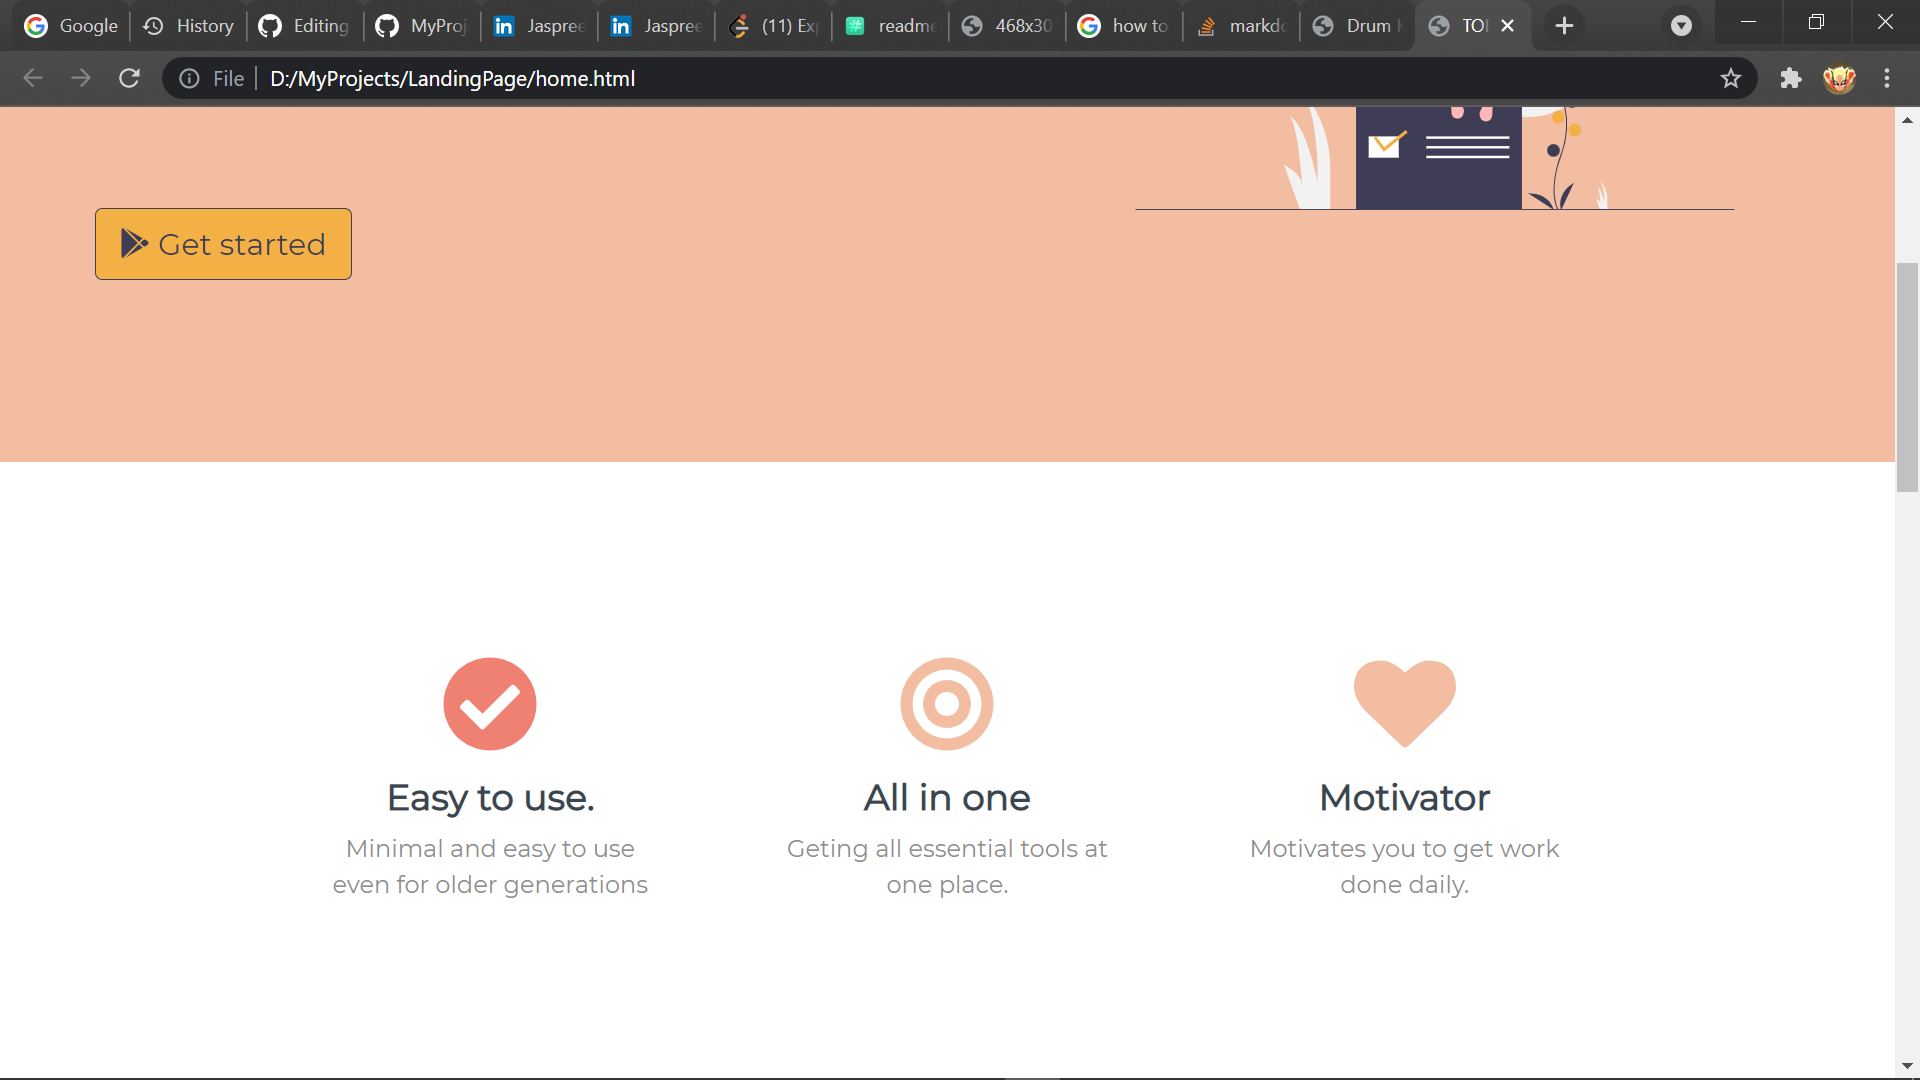 Google History Editing MyProj Jaspree Jaspree (11) Exp readme 468x30 how to markdo Drum TOD
File D:/MyProjects/LandingPage/home.html
Get started
Easy to use. All in one Motivator
Minimal and easy to use Geting all essential tools at Motivates you to get work
even for older generations one place. done daily.